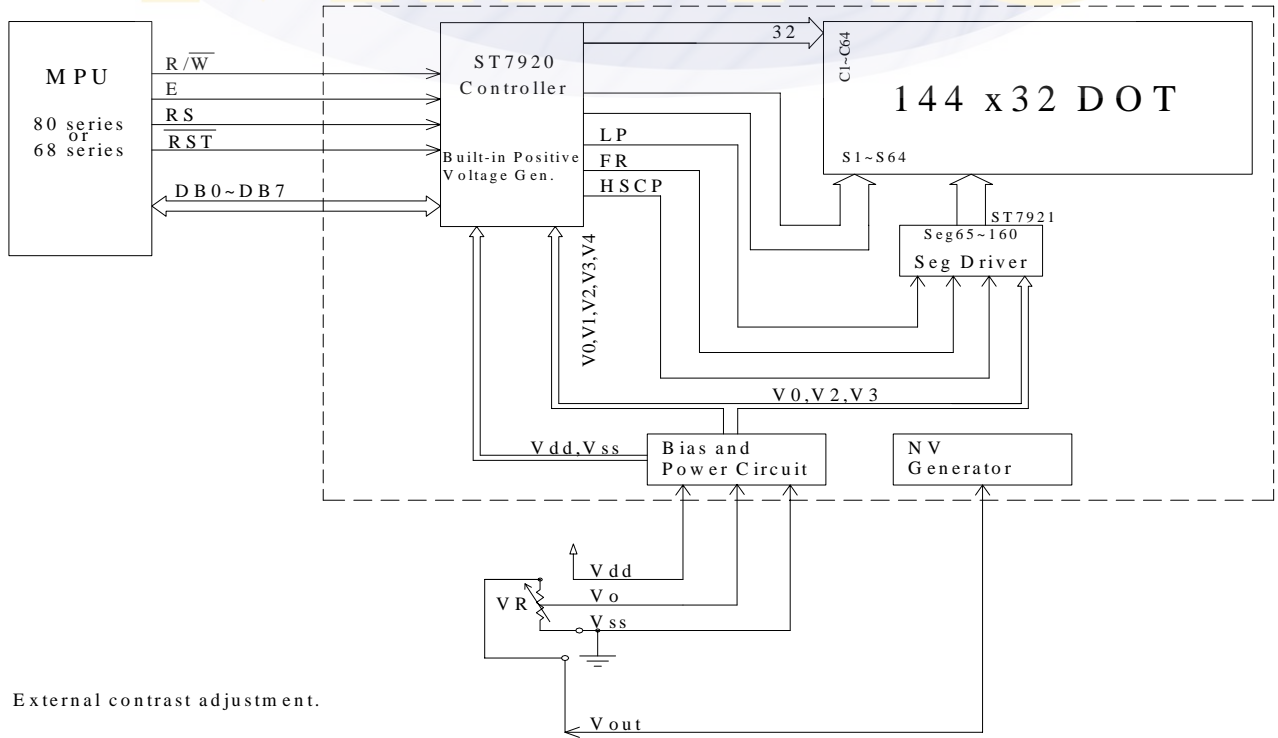 MPU
80 series
or
68 series
R/W
E
RS
RST
DB0~DB7
ST7920
Controller
Built-in Positive
Voltage Gen.
32
LP
FR
HSCP
C1~C64
144 x32 DOT
S1~S64
ST7921
Seg65~160
Seg Driver
V0,V1,V2,V3,V4
V0,V2,V3
Vdd,Vss
Bias and
Power Circuit
NV
Generator
Vdd
VR
Vo
Vss
External contrast adjustment.
Vout